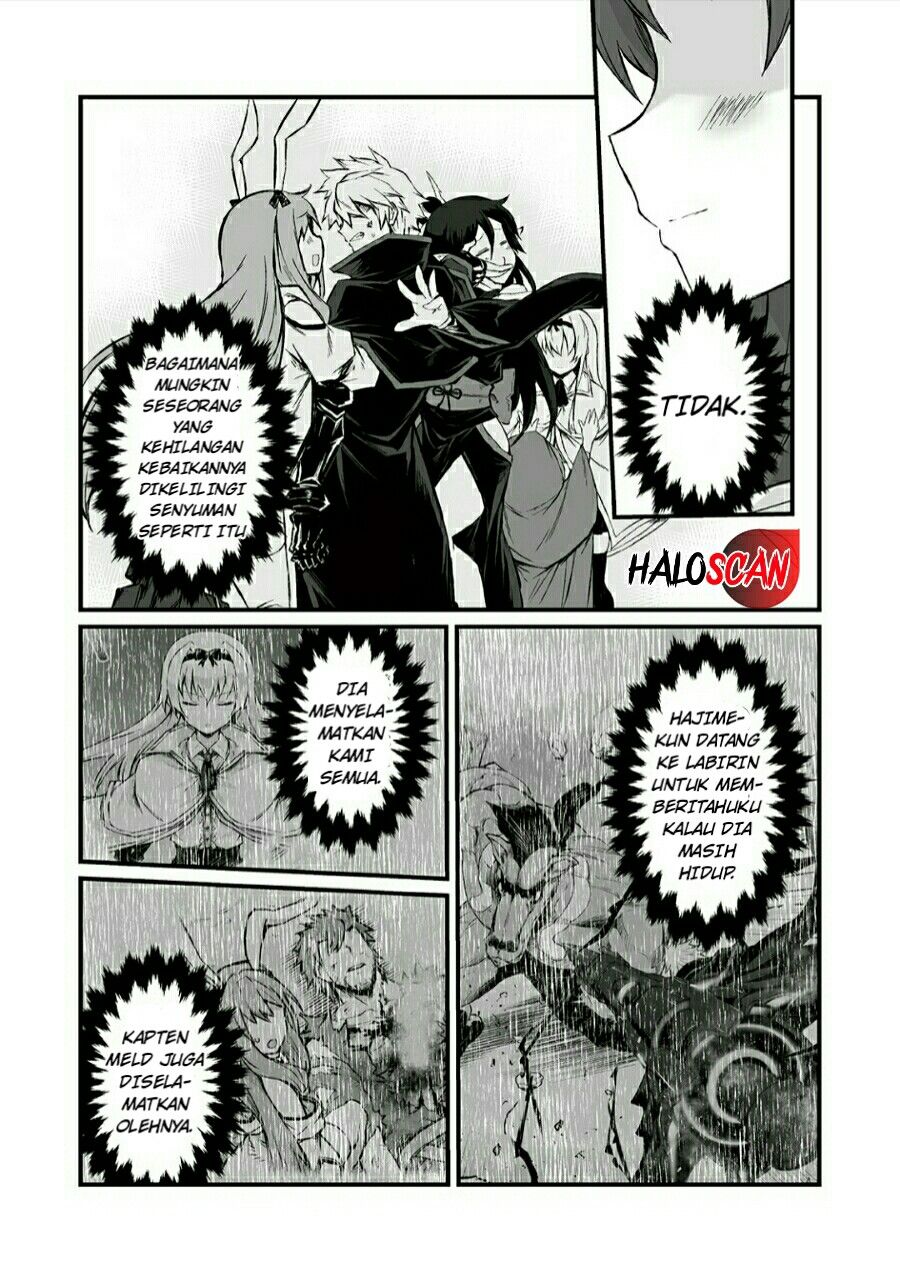 TIDAK.
BAGAIMANA
MUNGKIN
SESEORANG
YANG
KEHILANGAN
KEBAIKANNYA
DIKELILINGI
SENYUMAN
SEPERTI ITU
HALOSCAN
HAJIME-
KUN DATANG
KE LABIRIN
UNTUK MEM-
BERITAHUKU
KALAU DIA
MASIH
HIDUP.
DIA
MENYELA-
MATKAN
KAMI
SEMUA.
KAPTEN
MELD JUGA
DISELA-
MATKAN
OLEHNYA.